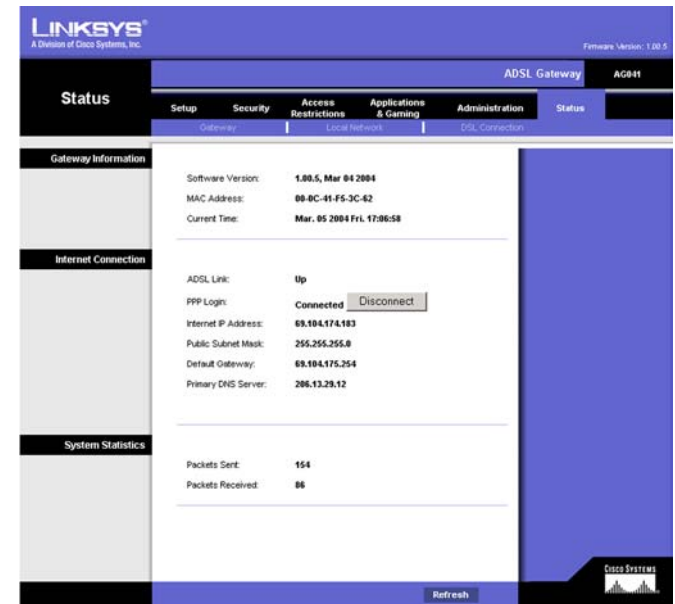 LINKSYS®
A Division of Cisco Systems, Inc.
Firmware Version: 1.00.5
ADSL Gateway AG041
Status
Setup Security Access Restrictions Applications & Gaming Administration Status
Gateway Local Network DSL Connection
Gateway Information
Software Version: 1.00.5, Mar 04 2004
MAC Address: 00-0C-41-F5-3C-62
Current Time: Mar. 05 2004 Fri. 17:06:58
Internet Connection
ADSL Link: Up
PPP Login: Connected Disconnect
Internet IP Address: 69.104.174.183
Public Subnet Mask: 255.255.255.0
Default Gateway: 69.104.175.254
Primary DNS Server: 206.13.29.12
System Statistics
Packets Sent: 154
Packets Received: 86
CISCO SYSTEMS
Refresh